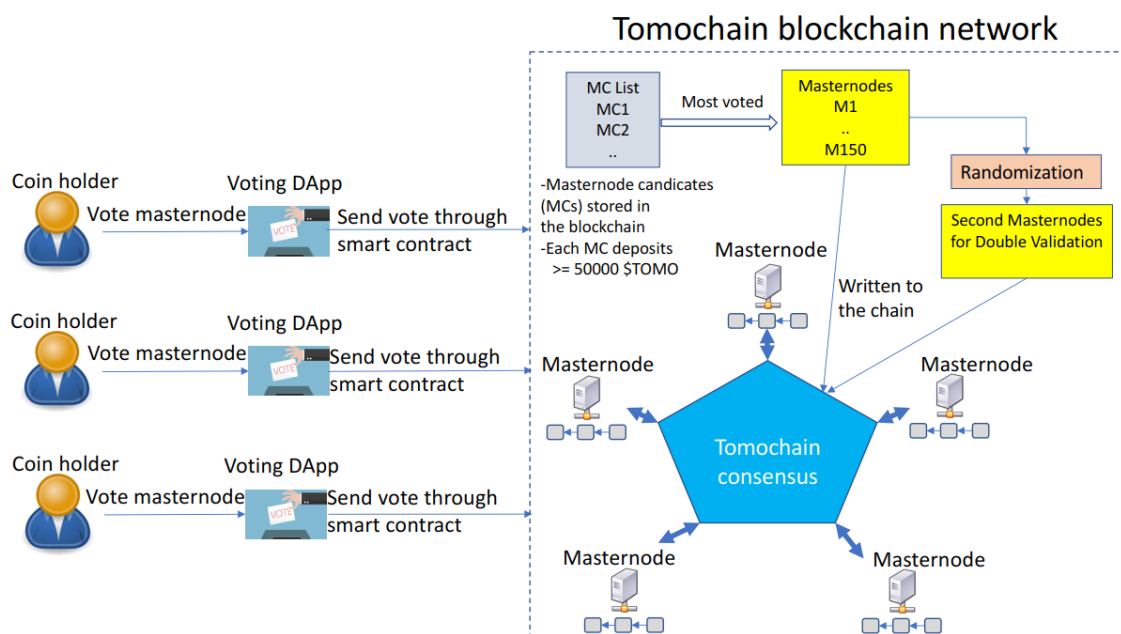 Tomochain blockchain network
MC List
MC1
MC2
..
Most voted
Masternodes
M1
..
M150
Randomization
Second Masternodes
for Double Validation
-Masternode candicates
(MCs) stored in
the blockchain
-Each MC deposits
>= 50000 $TOMO
Written to
the chain
Coin holder
Vote masternode
Voting DApp
VOTE
Send vote through
smart contract
Coin holder
Vote masternode
Voting DApp
VOTE
Send vote through
smart contract
Coin holder
Vote masternode
Voting DApp
VOTE
Send vote through
smart contract
Masternode
Masternode
Masternode
Tomochain
consensus
Masternode
Masternode